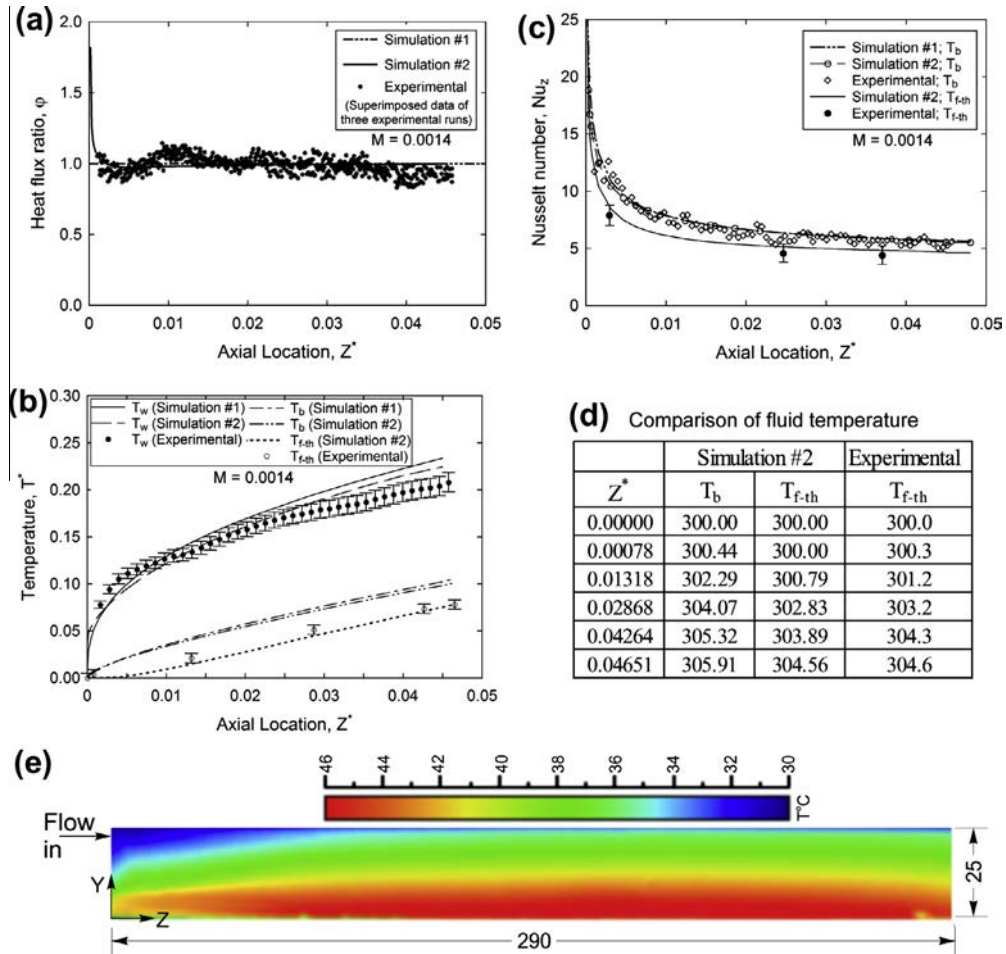 (a)
2.0
1.5
1.0
0.5
0.0
Heat flux ratio, φ
Simulation #1
Simulation #2
Experimental
(Superimposed data of
three experimental runs)
M = 0.0014
0 0.01 0.02 0.03 0.04 0.05
Axial Location, Z*
(c)
25
20
15
10
5
0
Nusselt number, Nu_z
Simulation #1; T_b
Simulation #2; T_b
Experimental; T_b
Simulation #2; T_f-th
Experimental; T_f-th
M = 0.0014
0 0.01 0.02 0.03 0.04 0.05
Axial Location, Z*
(b)
0.30
0.25
0.20
0.15
0.10
0.05
0.00
Temperature, T*
T_w (Simulation #1)
T_w (Simulation #2)
T_w (Experimental)
T_b (Simulation #1)
T_b (Simulation #2)
T_f-th (Simulation #2)
T_f-th (Experimental)
M = 0.0014
0.00 0.01 0.02 0.03 0.04 0.05
Axial Location, Z*
(d) Comparison of fluid temperature
Simulation #2 Experimental
Z* T_b T_f-th T_f-th
0.00000 300.00 300.00 300.0
0.00078 300.44 300.00 300.3
0.01318 302.29 300.79 301.2
0.02868 304.07 302.83 303.2
0.04264 305.32 303.89 304.3
0.04651 305.91 304.56 304.6
(e)
46 44 42 40 38 36 34 32 30
T°C
Flow
in
Y
Z
25
290